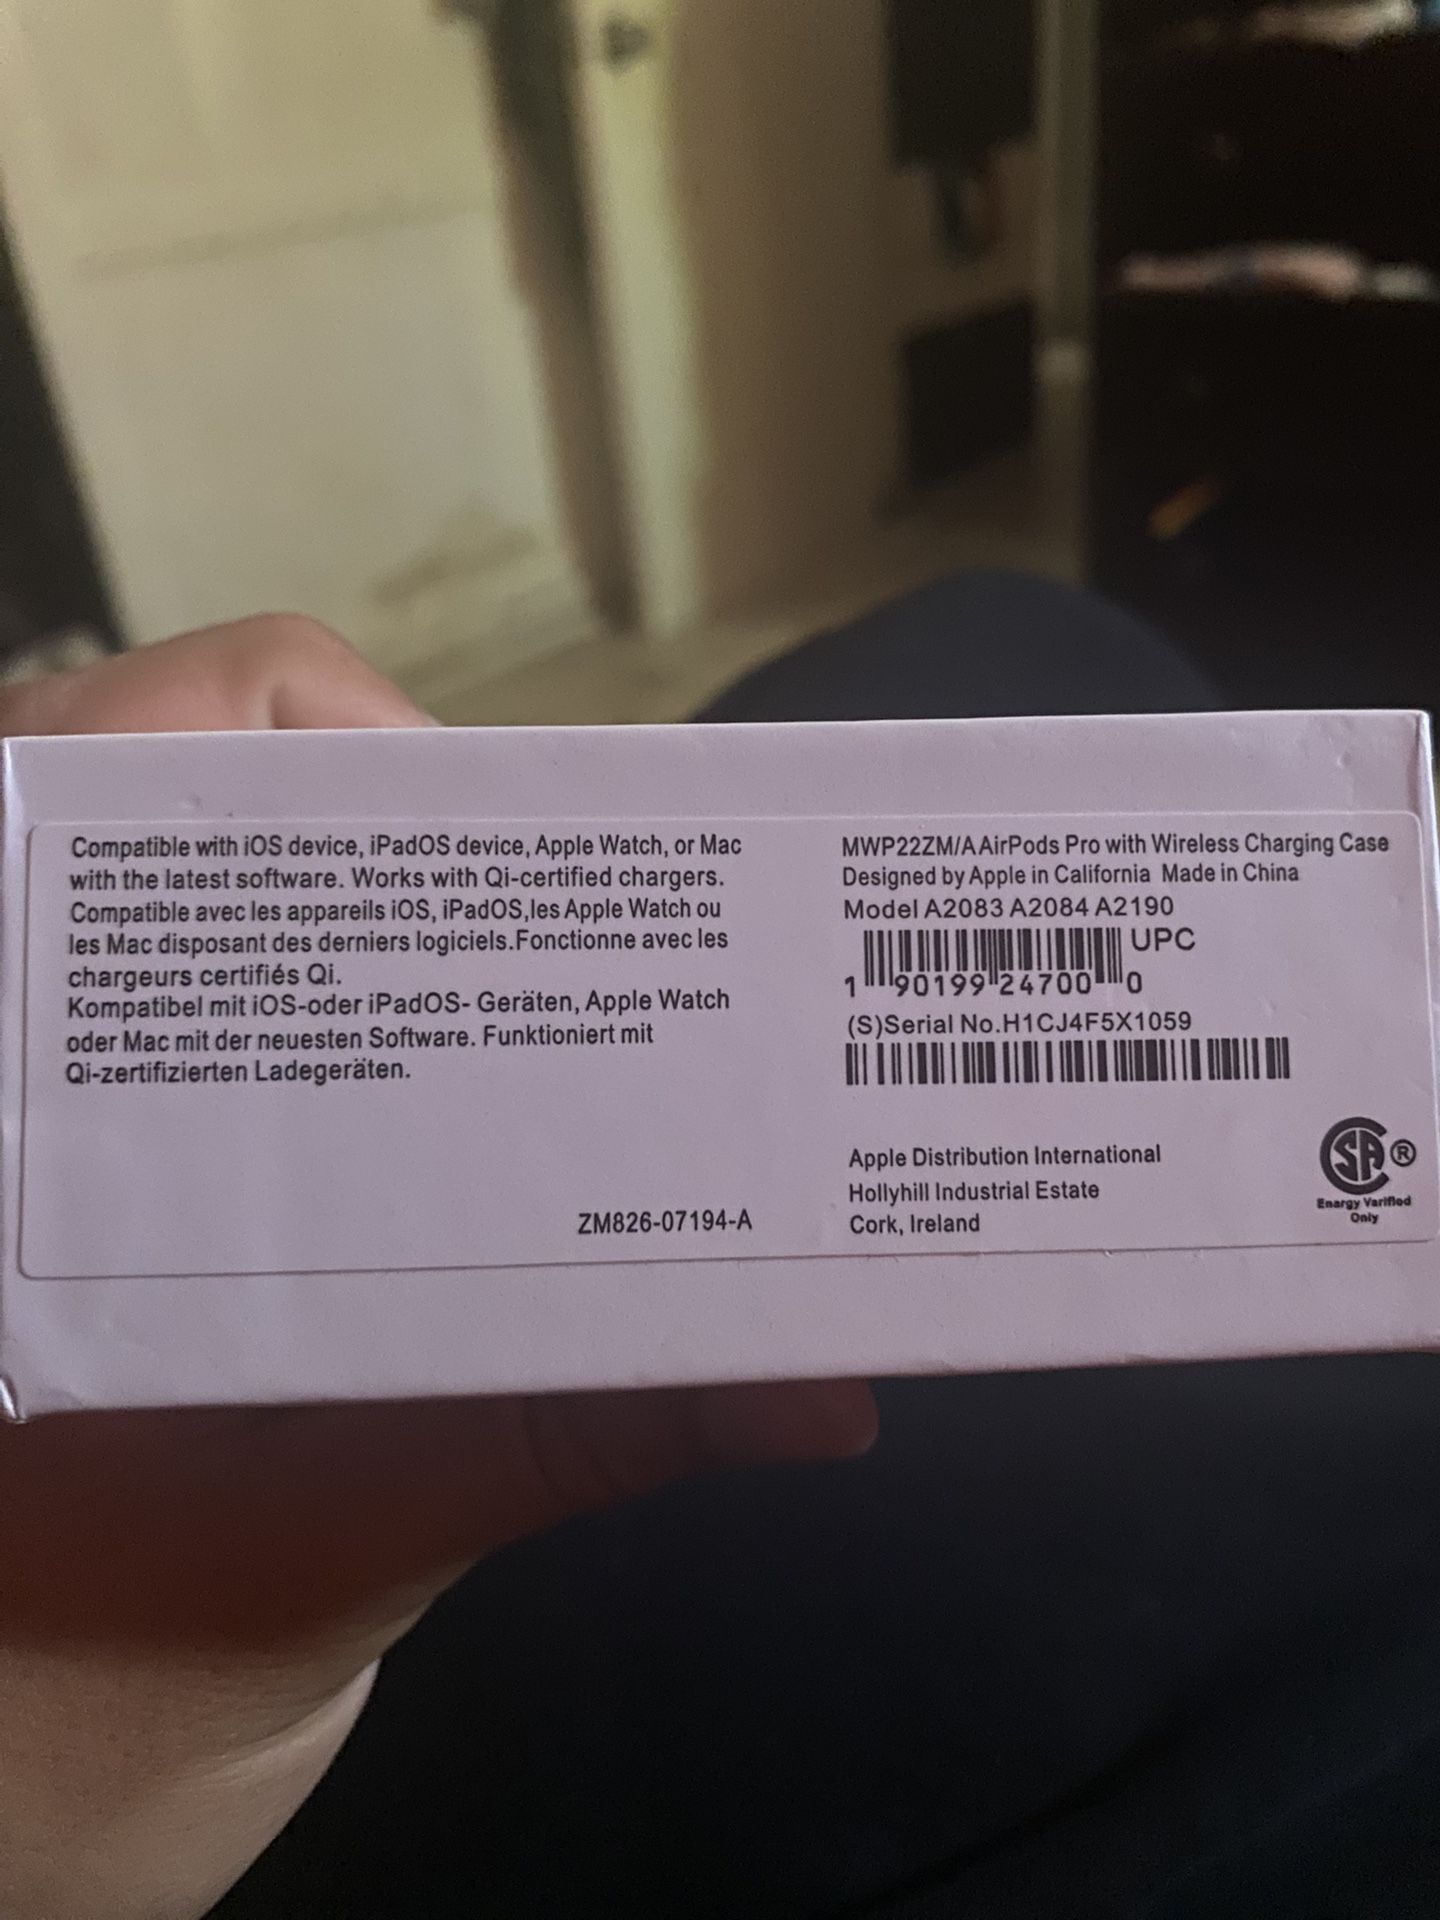 Compatible with iOS device, iPadOS device, Apple Watch, or Mac
with the latest software. Works with Qi-certified chargers.
Compatible avec les appareils iOS, iPadOS,les Apple Watch ou
les Mac disposant des derniers logiciels.Fonctionne avec les
chargeurs certifiés Qi.
Kompatibel mit iOS-oder iPadOS- Geräten, Apple Watch
oder Mac mit der neuesten Software. Funktioniert mit
Qi-zertifizierten Ladegeräten.
ZM826-07194-A
MWP22ZM/A AirPods Pro with Wireless Charging Case
Designed by Apple in California Made in China
Model A2083 A2084 A2190
UPC
1 90199 24700 0
(S)Serial No.H1CJ4F5X1059
Apple Distribution International
Hollyhill Industrial Estate
Cork, Ireland
SA ®
Enargy Variflod
Only